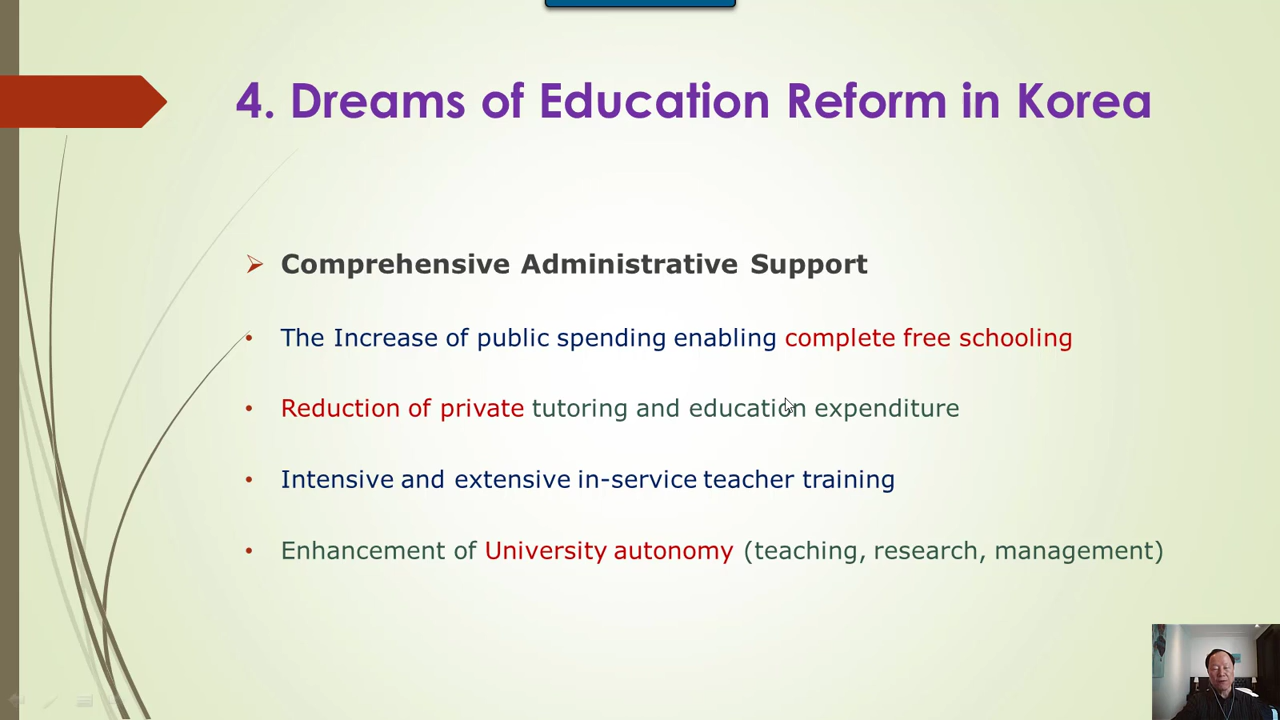 4. Dreams of Education Reform in Korea
Comprehensive Administrative Support
The Increase of public spending enabling complete free schooling
Reduction of private tutoring and education expenditure
Intensive and extensive in-service teacher training
Enhancement of University autonomy (teaching, research, management)